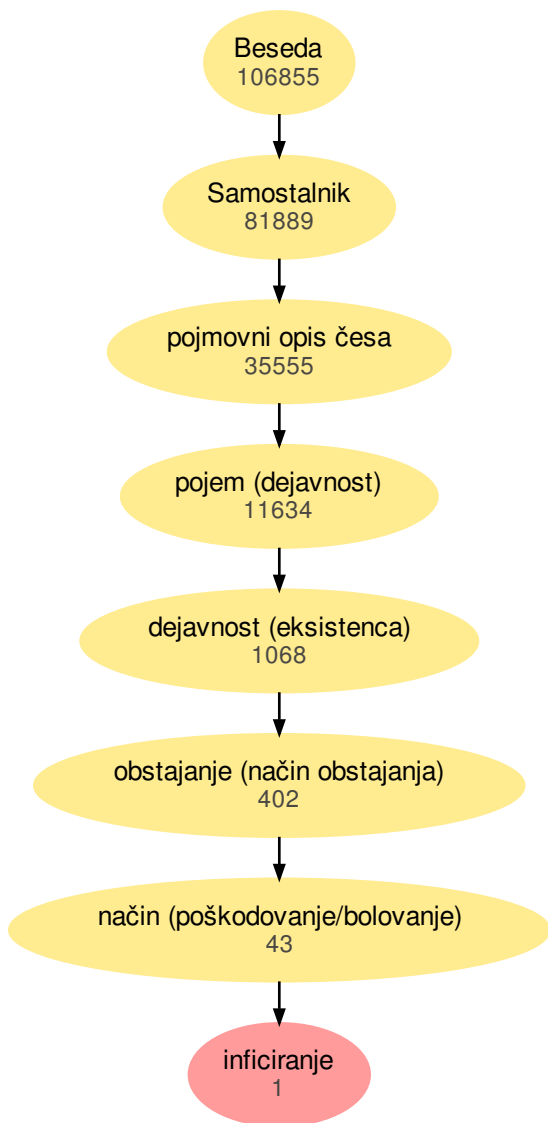 Beseda
106855
Samostalnik
81889
pojmovni opis česa
35555
pojem (dejavnost)
11634
dejavnost (eksistenca)
1068
obstajanje (način obstajanja)
402
način (poškodovanje/bolovanje)
43
inficiranje
1